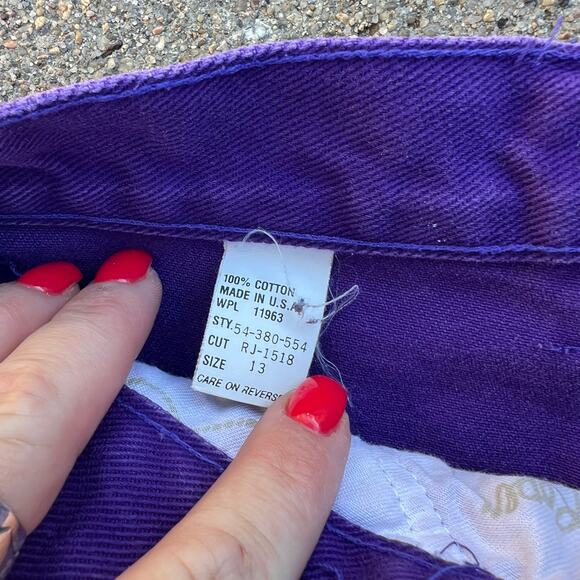 100% COTTON
MADE IN U.S.A
WPL 11963
STY.54-380-554
CUT RJ-1518
SIZE 13
CARE ON REVERSE